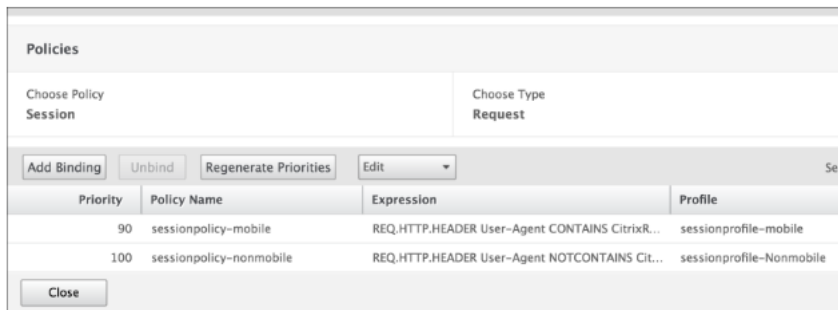 Policies
Choose Policy
Choose Type
Session
Request
Add Binding Unbind Regenerate Priorities Edit Se
Priority Policy Name Expression Profile
90 sessionpolicy-mobile REQ.HTTP.HEADER User-Agent CONTAINS CitrixR... sessionprofile-mobile
100 sessionpolicy-nonmobile REQ.HTTP.HEADER User-Agent NOTCONTAINS Cit... sessionprofile-Nonmobile
Close